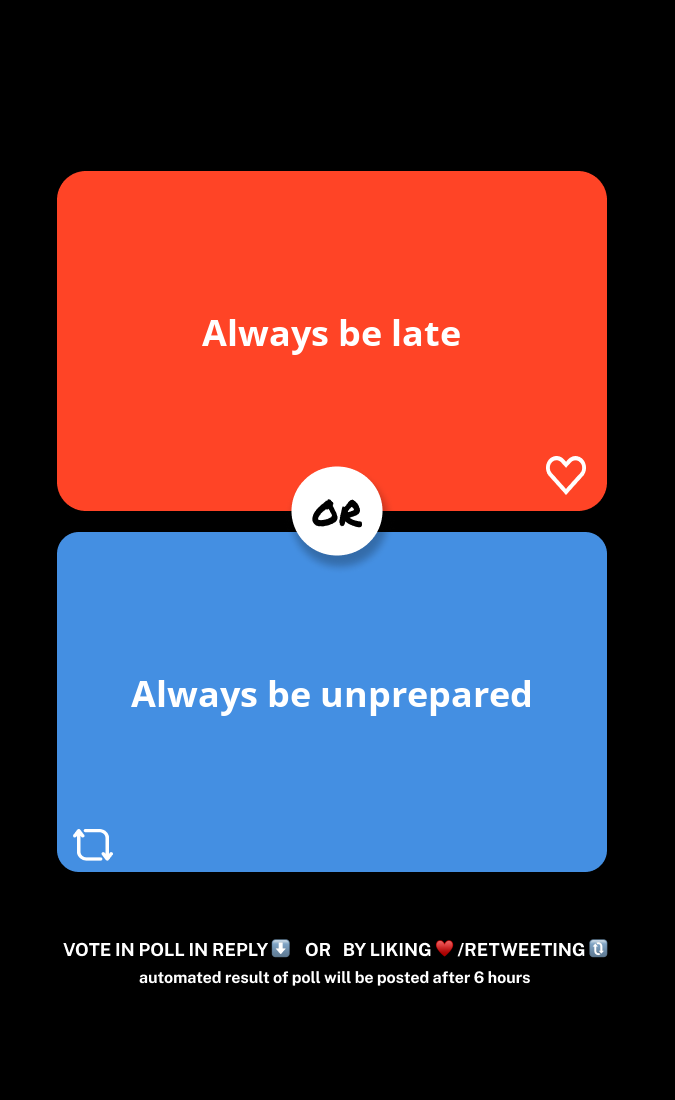 Always be late
OR
Always be unprepared
VOTE IN POLL IN REPLY ⬇️ OR BY LIKING ♥️ /RETWEETING 🔃
automated result of poll will be posted after 6 hours